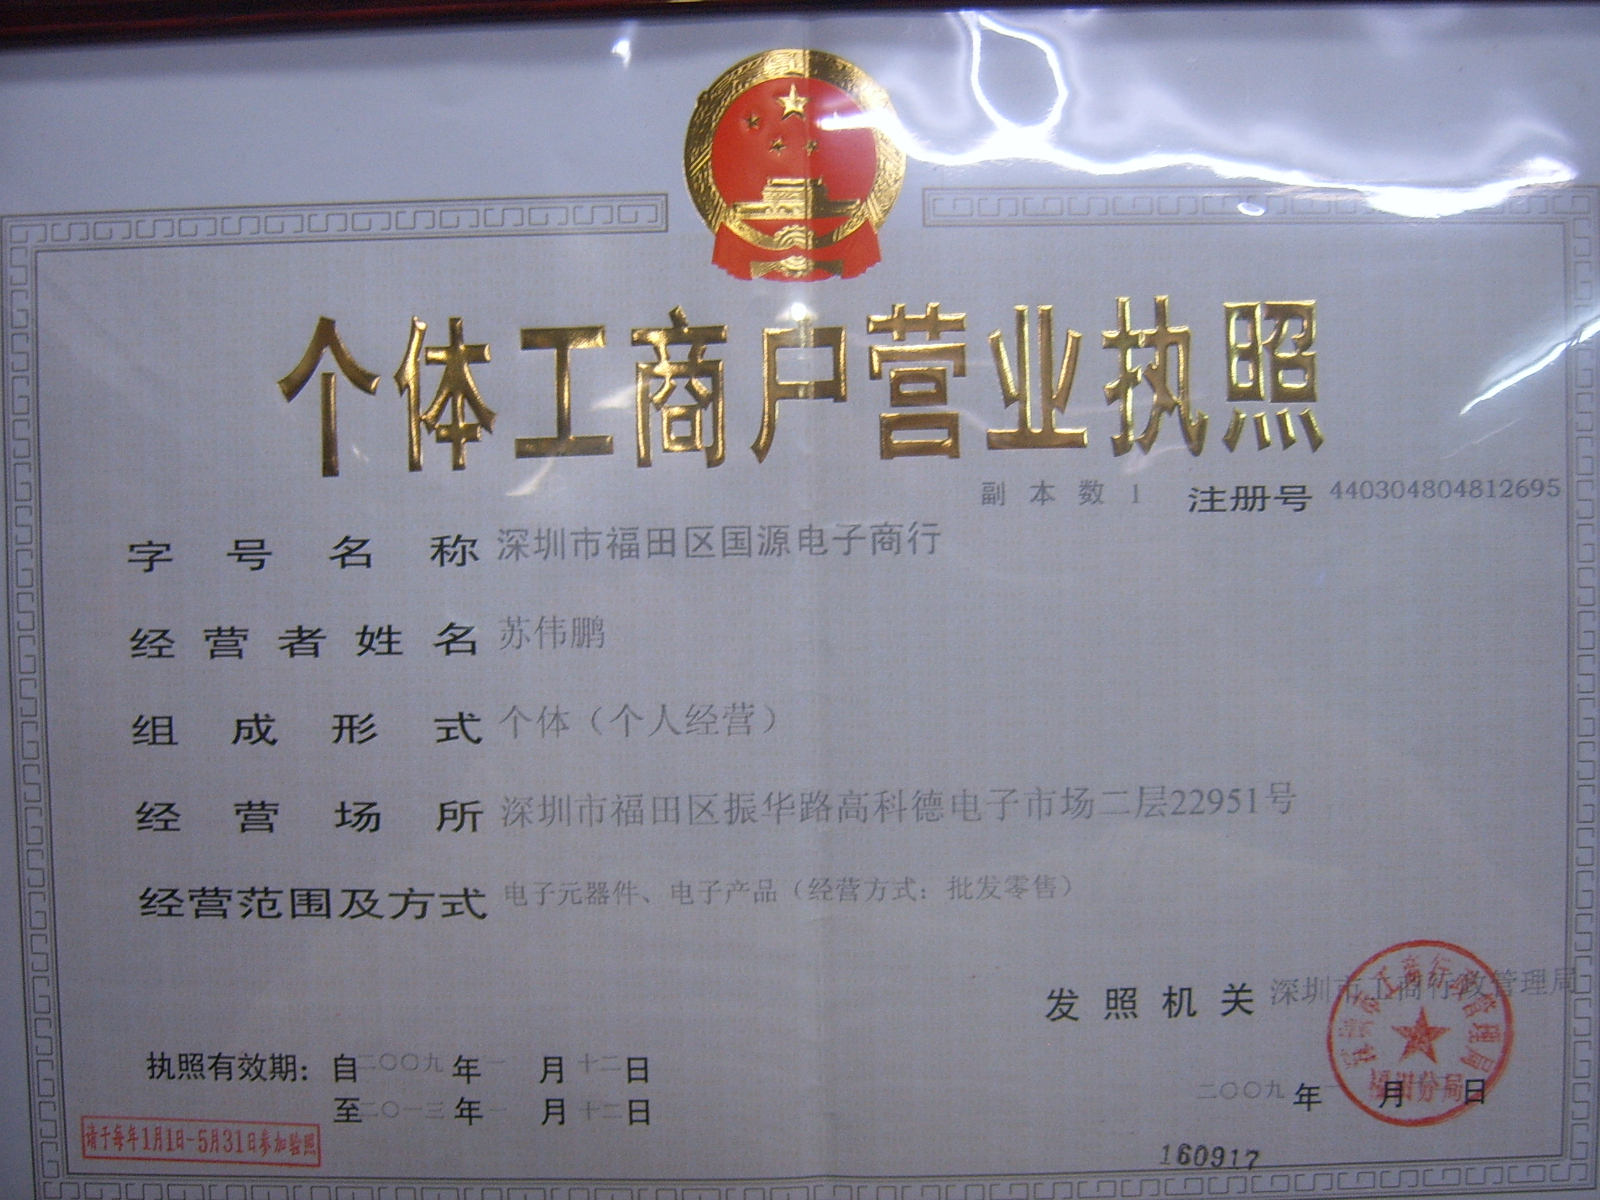 个体工商户营业执照
副本数 1 注册号 440304804812695
字号名称 深圳市福田区国源电子商行
经营者姓名 苏伟鹏
组成形式 个体（个人经营）
经营场所 深圳市福田区振华路高科德电子市场二层22951号
经营范围及方式 电子元器件、电子产品（经营方式：批发零售）
发照机关 深圳市工商行政管理局
福田分局
执照有效期：自二〇〇九年一月十二日
至二〇一三年一月十二日
二〇〇九年一月 日
请于每年1月1日-5月31日参加验照
160917